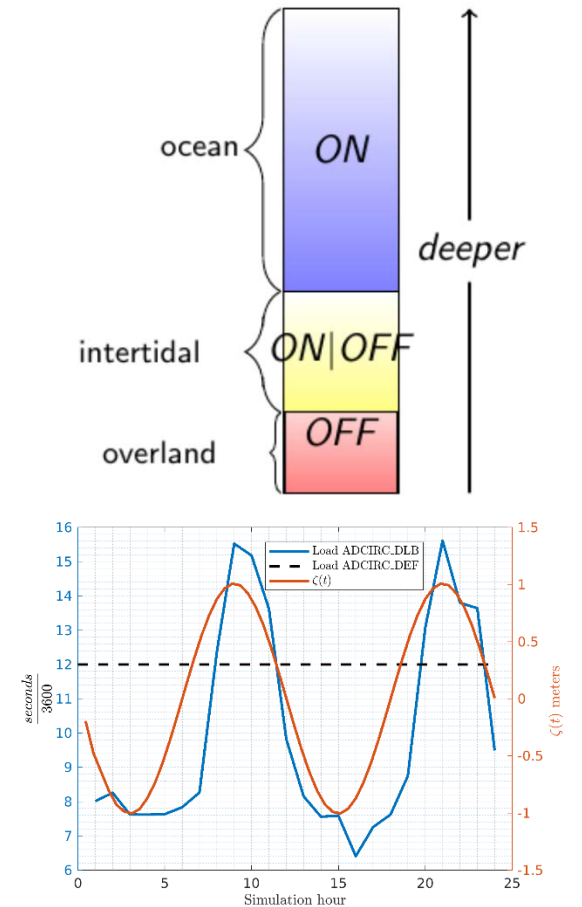 ocean
ON
deeper
intertidal
ON|OFF
overland
OFF
Load ADCIRC_DLB
Load ADCIRC_DEF
ζ(t)
16
15
14
13
12
11
10
9
8
7
6
seconds
3600
1.5
1
0.5
0
-0.5
-1
-1.5
ζ(t) meters
0 5 10 15 20 25
Simulation hour